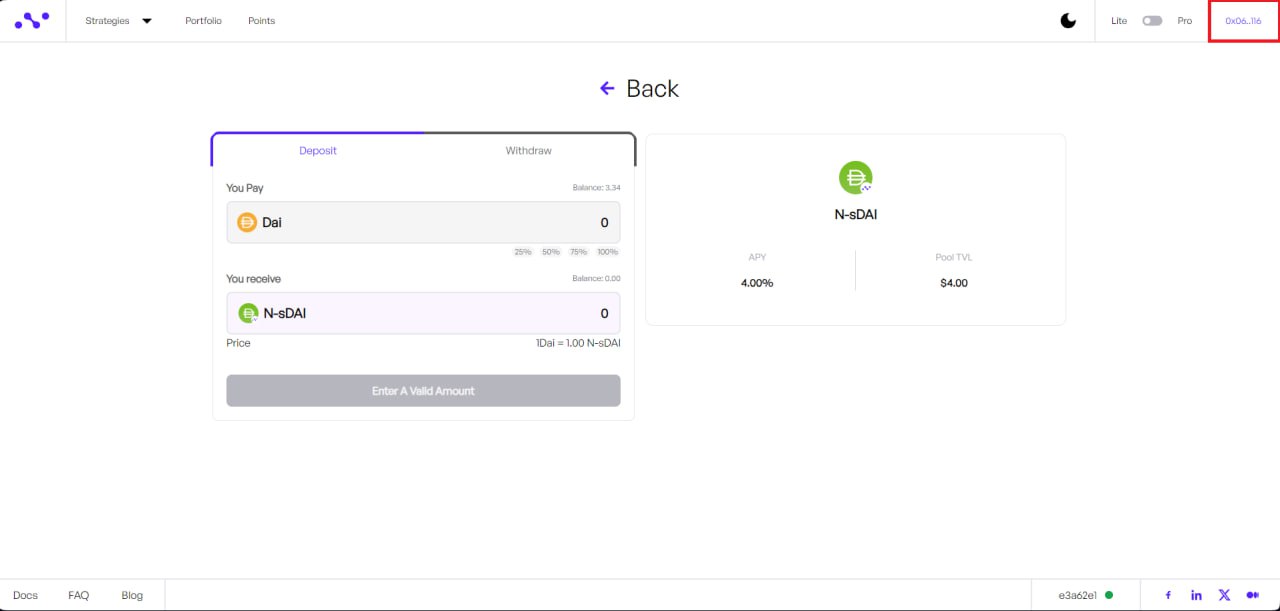 Strategies
Portfolio
Points
Lite
Pro
0x06..116
Back
Deposit
Withdraw
You Pay
Balance: 3.34
Dai
0
25%
50%
75%
100%
You receive
Balance: 0.00
N-sDAI
0
Price
1Dai = 1.00 N-sDAI
Enter A Valid Amount
N-sDAI
APY
4.00%
Pool TVL
$4.00
Docs
FAQ
Blog
e3a62e1